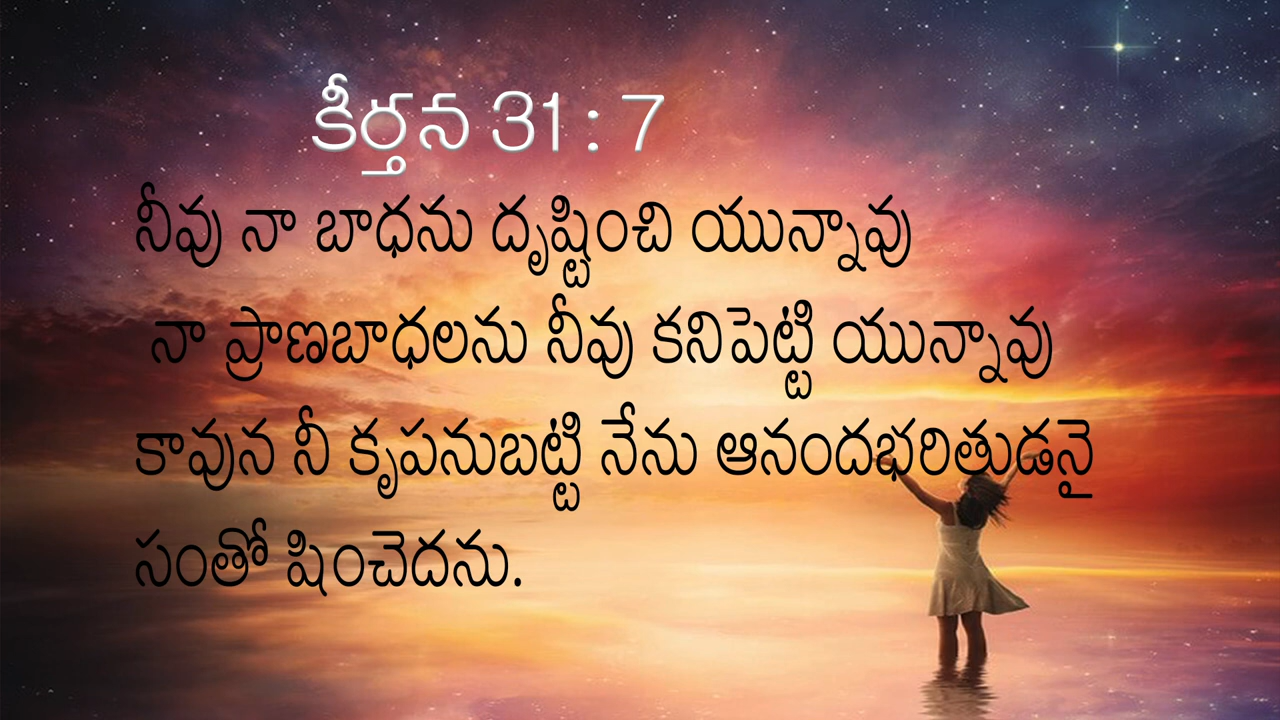 కీర్తన 31 : 7
నీవు నా బాధను దృష్టించి యున్నావు
నా ప్రాణబాధలను నీవు కనిపెట్టి యున్నావు
కావున నీ కృపనుబట్టి నేను ఆనందభరితుడనై
సంతో షించెదను.